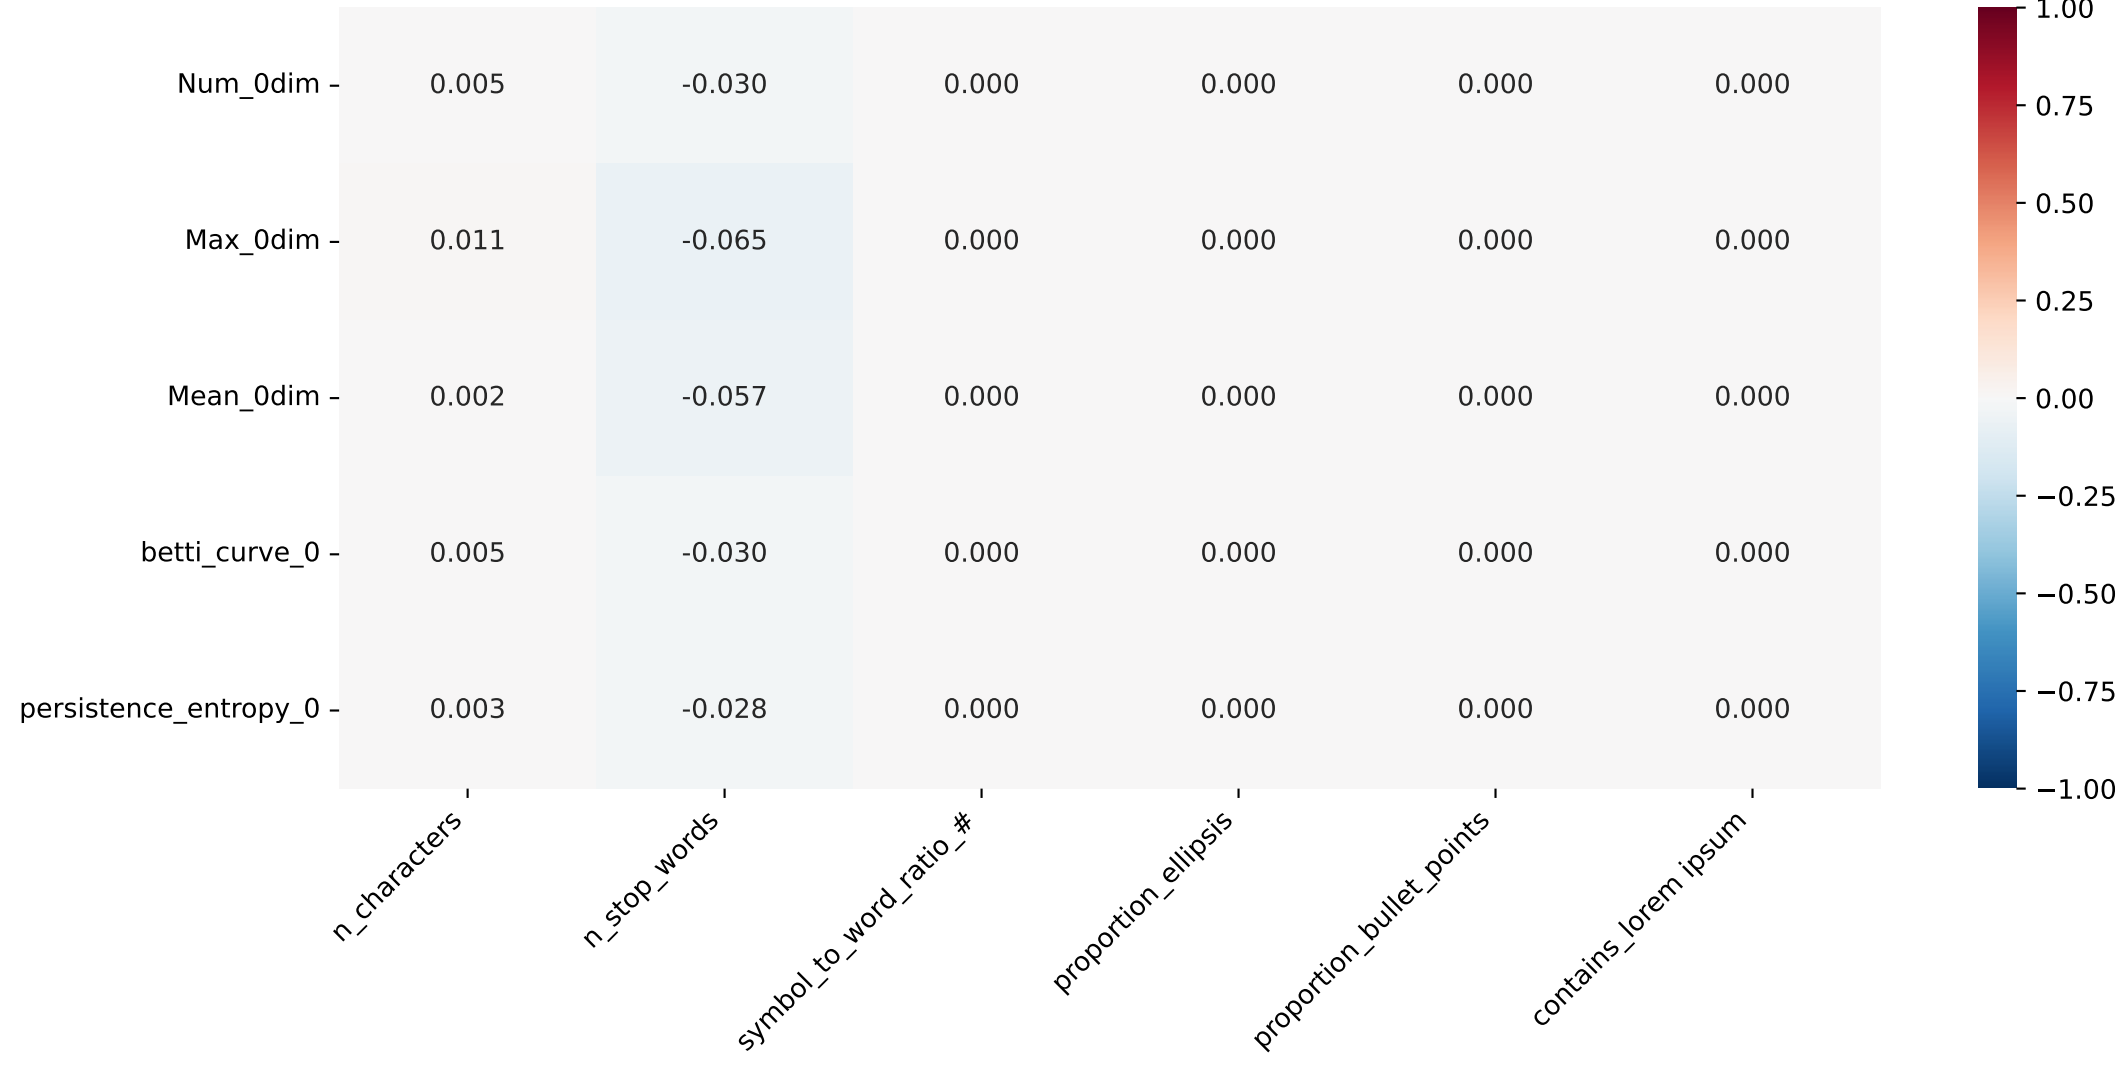 Num_0dim 0.005 -0.030 0.000 0.000 0.000 0.000
Max_0dim 0.011 -0.065 0.000 0.000 0.000 0.000
Mean_0dim 0.002 -0.057 0.000 0.000 0.000 0.000
betti_curve_0 0.005 -0.030 0.000 0.000 0.000 0.000
persistence_entropy_0 0.003 -0.028 0.000 0.000 0.000 0.000
n_characters
n_stop_words
symbol_to_word_ratio_#
proportion_ellipsis
proportion_bullet_points
contains_lorem ipsum
1.00
0.75
0.50
0.25
0.00
−0.25
−0.50
−0.75
−1.00